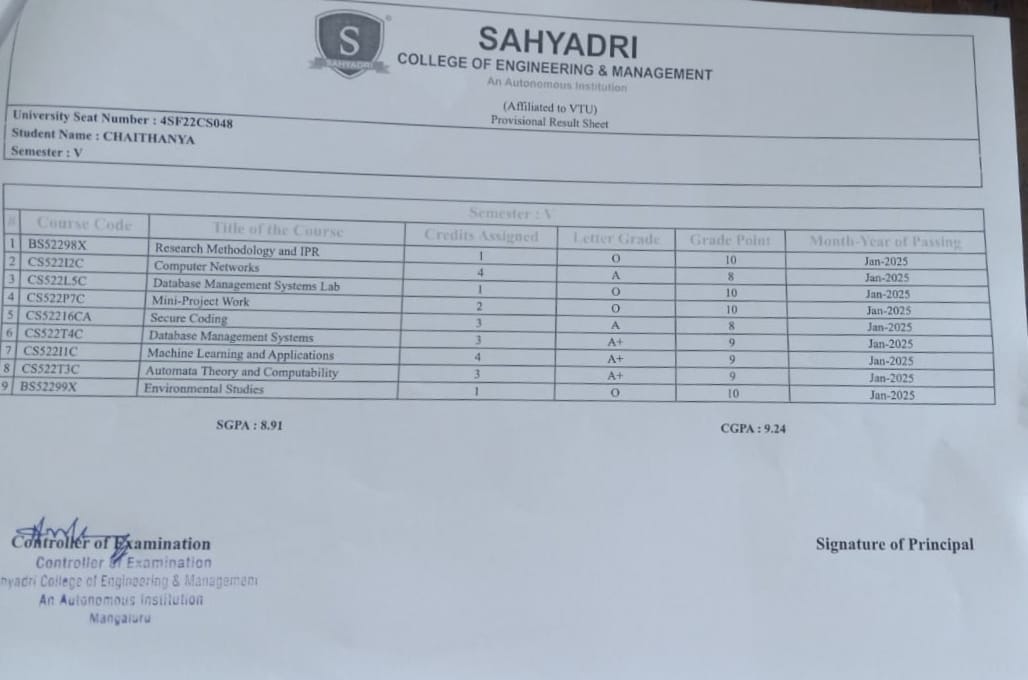 S
SAHYADRI
SAHYADRI
COLLEGE OF ENGINEERING & MANAGEMENT
An Autonomous Institution
(Affiliated to VTU)
Provisional Result Sheet
University Seat Number : 4SF22CS048
Student Name : CHAITHANYA
Semester : V
Semester : V
# Course Code Title of the Course Credits Assigned Letter Grade Grade Point Month-Year of Passing
1 BS52298X Research Methodology and IPR 1 O 10 Jan-2025
2 CS522I2C Computer Networks 4 A 8 Jan-2025
3 CS522L5C Database Management Systems Lab 1 O 10 Jan-2025
4 CS522P7C Mini-Project Work 2 O 10 Jan-2025
5 CS52216CA Secure Coding 3 A 8 Jan-2025
6 CS522T4C Database Management Systems 3 A+ 9 Jan-2025
7 CS522I1C Machine Learning and Applications 4 A+ 9 Jan-2025
8 CS522T3C Automata Theory and Computability 3 A+ 9 Jan-2025
9 BS52299X Environmental Studies 1 O 10 Jan-2025
SGPA : 8.91 CGPA : 9.24
Controller of Examination Signature of Principal
Controller of Examination
hyadri College of Engineering & Management
An Autonomous Institution
Mangaluru